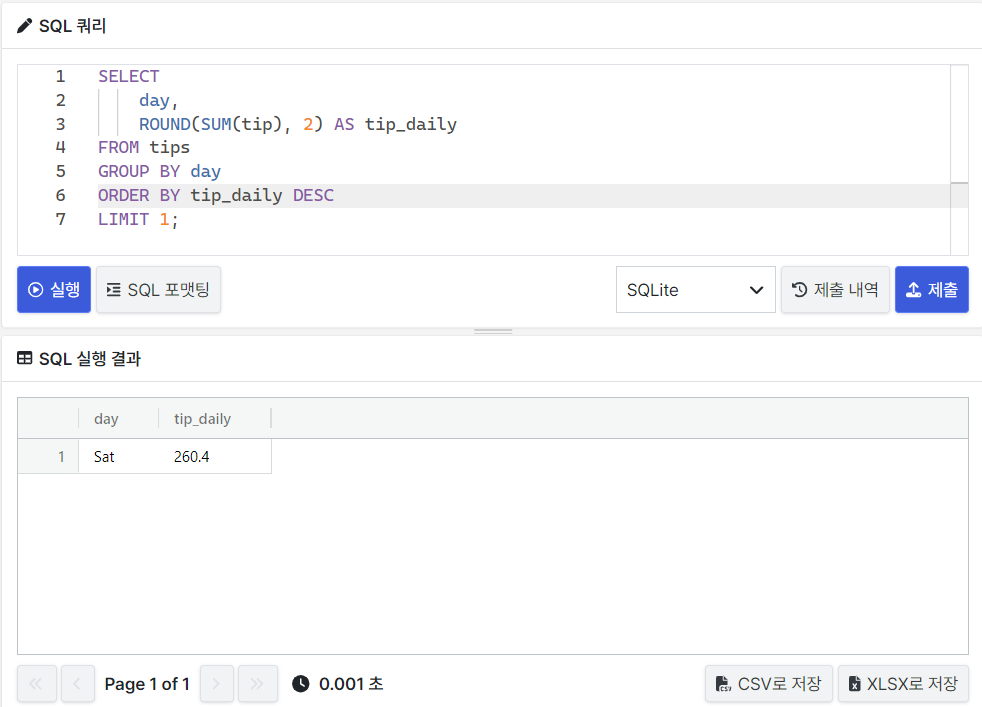 SQL 쿼리
1 SELECT
2 day,
3 ROUND(SUM(tip), 2) AS tip_daily
4 FROM tips
5 GROUP BY day
6 ORDER BY tip_daily DESC
7 LIMIT 1;
실행 SQL 포맷팅 SQLite 제출 내역 제출
SQL 실행 결과
day tip_daily
1 Sat 260.4
Page 1 of 1 0.001 초 CSV로 저장 XLSX로 저장